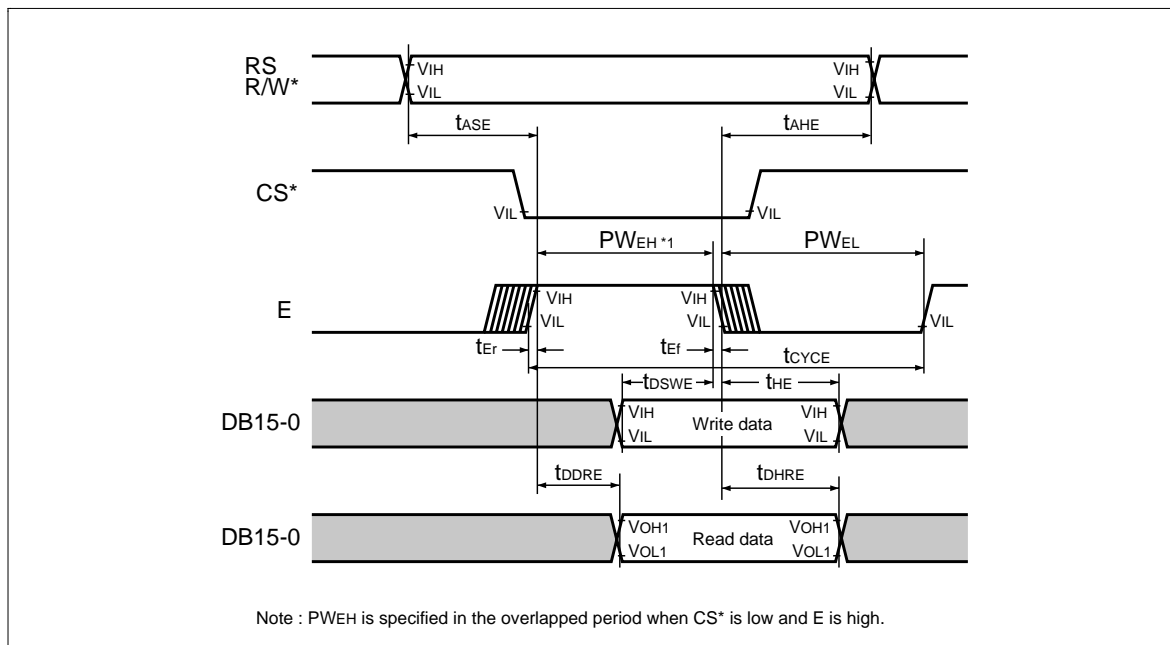 RS
R/W*
VIH
VIL
VIH
VIL
tASE
tAHE
CS*
VIL
VIL
PWEH *1
PWEL
E
VIH
VIL
VIH
VIL
tEr
tEf
tCYCE
tDSWE
tHE
DB15-0
VIH
VIL
Write data
VIH
VIL
VIL
tDDRE
tDHRE
DB15-0
VOH1
VOL1
Read data
VOH1
VOL1
Note : PWEH is specified in the overlapped period when CS* is low and E is high.